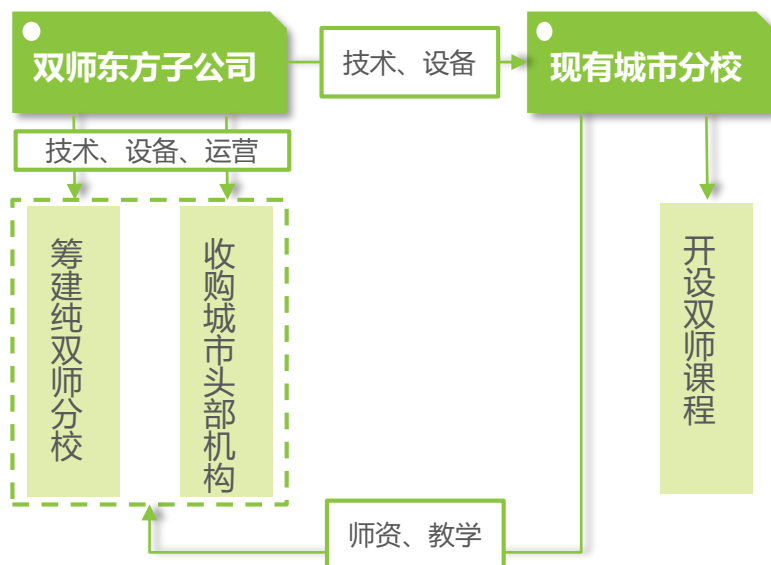 双师东方子公司
技术、设备
现有城市分校
技术、设备、运营
筹建纯双师分校
收购城市头部机构
开设双师课程
师资、教学